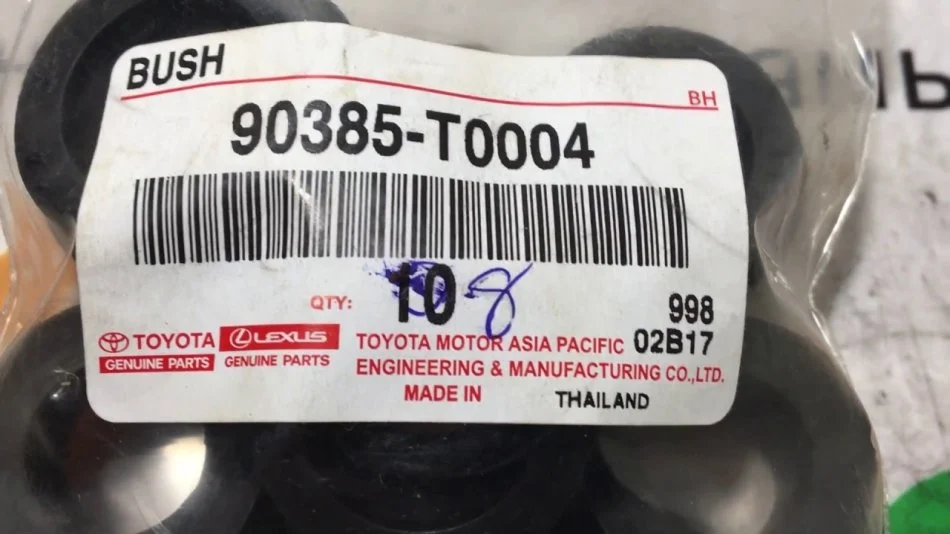 BUSH
BH
90385-T0004
QTY: 10 8
998
02B17
TOYOTA
GENUINE PARTS
LEXUS
GENUINE PARTS
TOYOTA MOTOR ASIA PACIFIC
ENGINEERING & MANUFACTURING CO.,LTD.
MADE IN THAILAND